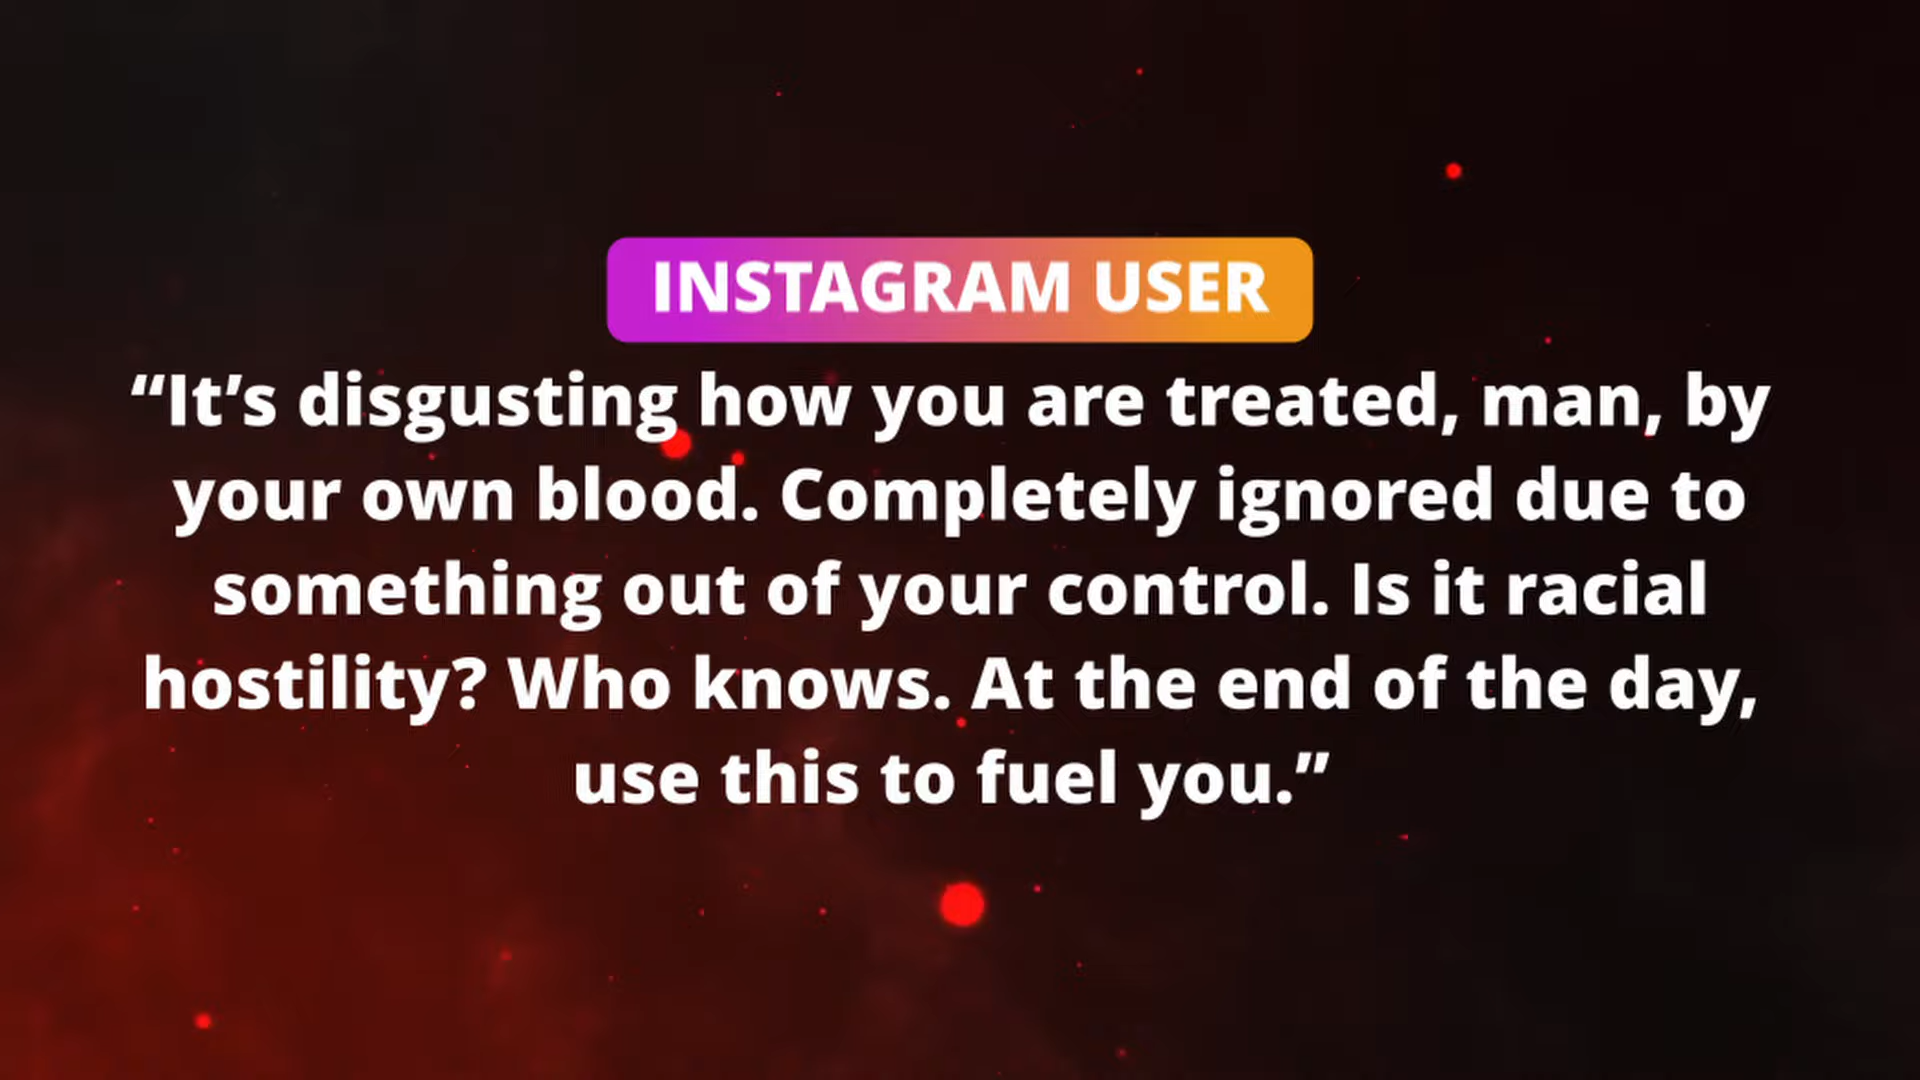 INSTAGRAM USER
“It’s disgusting how you are treated, man, by
your own blood. Completely ignored due to
something out of your control. Is it racial
hostility? Who knows. At the end of the day,
use this to fuel you.”